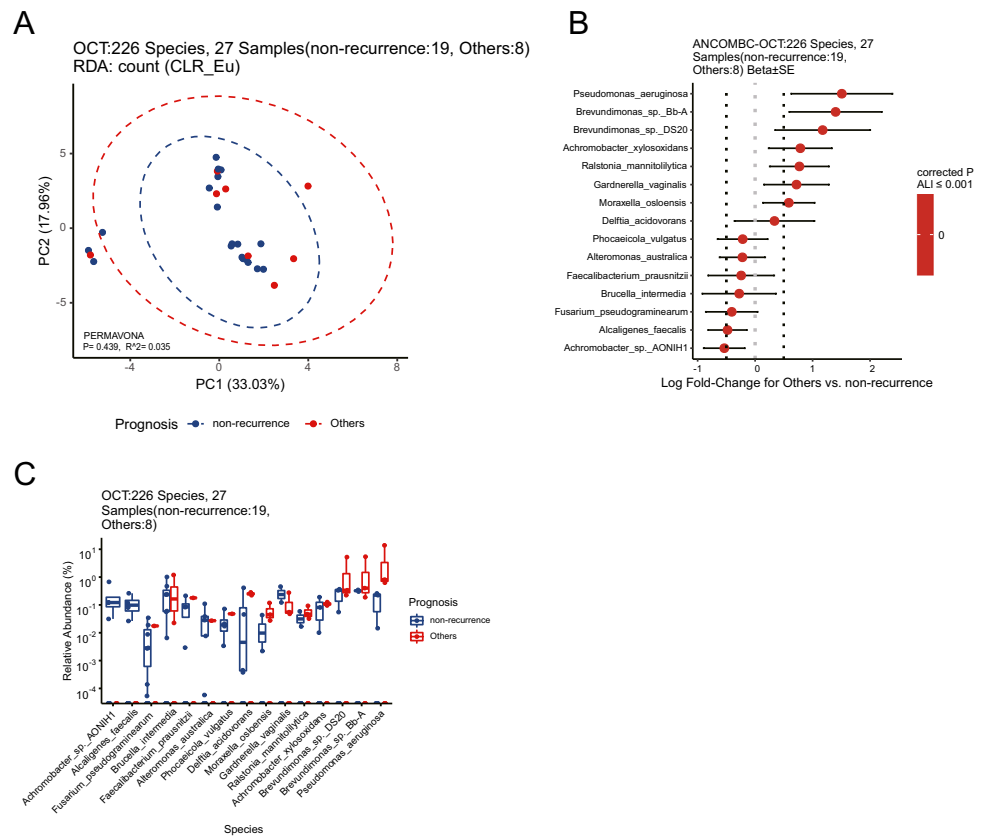 A
OCT:226 Species, 27 Samples(non-recurrence:19, Others:8)
RDA: count (CLR_Eu)
PC2 (17.96%)
5
0
-5
PERMAVONA
P= 0.439, R^2= 0.035
-4
0
4
8
PC1 (33.03%)
Prognosis
non-recurrence
Others
B
ANCOMBC-OCT:226 Species, 27
Samples(non-recurrence:19,
Others:8) Beta±SE
Pseudomonas_aeruginosa
Brevundimonas_sp._Bb-A
Brevundimonas_sp._DS20
Achromobacter_xylosoxidans
Ralstonia_mannitolilytica
Gardnerella_vaginalis
Moraxella_osloensis
Delftia_acidovorans
Phocaeicola_vulgatus
Alteromonas_australica
Faecalibacterium_prausnitzii
Brucella_intermedia
Fusarium_pseudograminearum
Alcaligenes_faecalis
Achromobacter_sp._AONIH1
-1
0
1
2
Log Fold-Change for Others vs. non-recurrence
corrected P
ALl ≤ 0.001
0
C
OCT:226 Species, 27
Samples(non-recurrence:19,
Others:8)
Relative Abundance (%)
10^1
10^0
10^-1
10^-2
10^-3
10^-4
Achromobacter_sp._AONIH1
Alcaligenes_faecalis
Fusarium_pseudograminearum
Brucella_intermedia
Faecalibacterium_prausnitzii
Alteromonas_australica
Phocaeicola_vulgatus
Delftia_acidovorans
Moraxella_osloensis
Gardnerella_vaginalis
Ralstonia_mannitolilytica
Achromobacter_xylosoxidans
Brevundimonas_sp._DS20
Brevundimonas_sp._Bb-A
Pseudomonas_aeruginosa
Species
Prognosis
non-recurrence
Others